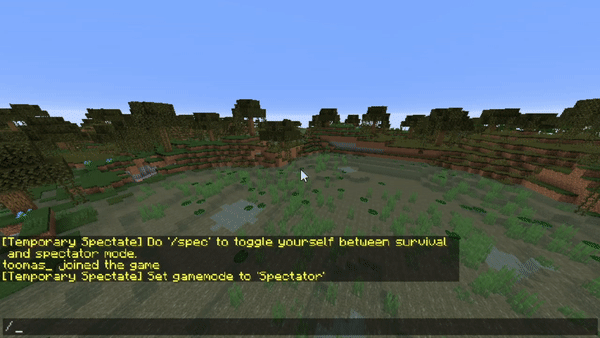 [Temporary Spectate] Do '/spec' to toggle yourself between survival
and spectator mode.
toomas_ joined the game
[Temporary Spectate] Set gamemode to 'Spectator'
/_